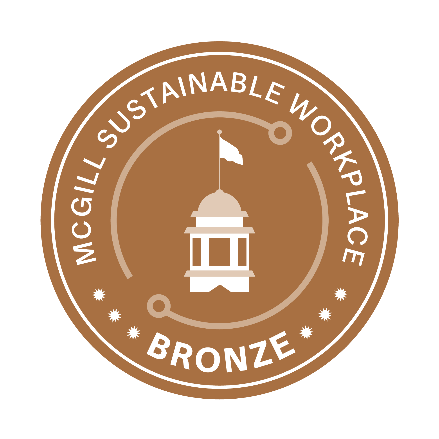 MCGILL SUSTAINABLE WORKPLACE
BRONZE